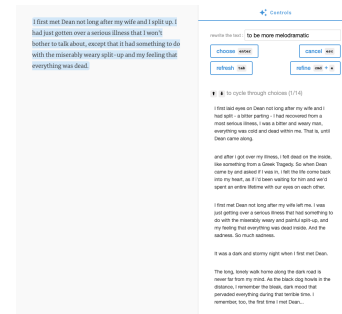 I first met Dean not long after my wife and I split up. I
had just gotten over a serious illness that I won't
bother to talk about, except that it had something to do
with the miserably weary split-up and my feeling that
everything was dead.
Controls
rewrite the text: to be more melodramatic
choose enter
cancel esc
refresh tab
refine cmd + e
to cycle through choices (1/14)
I first laid eyes on Dean not long after my wife and I
had split - a bitter parting - I had recovered from a
most serious illness, I was a bitter and weary man,
everything was cold and dead within me. That is, until
Dean came along.
and after I got over my illness, I felt dead on the inside,
like something from a Greek Tragedy. So when Dean
came by and asked if I was in, I felt the life come back
into my heart, as if I'd been waiting for him and we'd
spent an entire lifetime with our eyes on each other.
I first met Dean not long after my wife left me. I was
just getting over a serious illness that had something to
do with the miserably weary and painful split-up, and
my feeling that everything was dead inside. And the
sadness. So much sadness.
It was a dark and stormy night when I first met Dean.
The long, lonely walk home along the dark road is
never far from my mind. As the black dog howls in the
distance, I remember the bleak, dark mood that
pervaded everything during that terrible time. I
remember, too, the first time I met Dean...